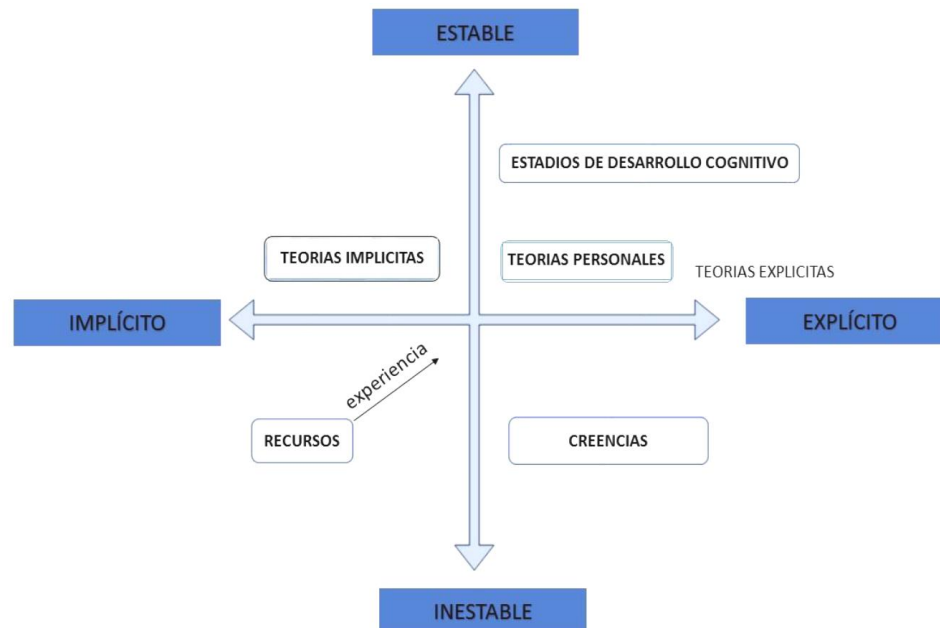 ESTABLE
ESTADIOS DE DESARROLLO COGNITIVO
TEORIAS IMPLICITAS
TEORIAS PERSONALES
TEORIAS EXPLICITAS
IMPLÍCITO
EXPLÍCITO
experiencia
RECURSOS
CREENCIAS
INESTABLE